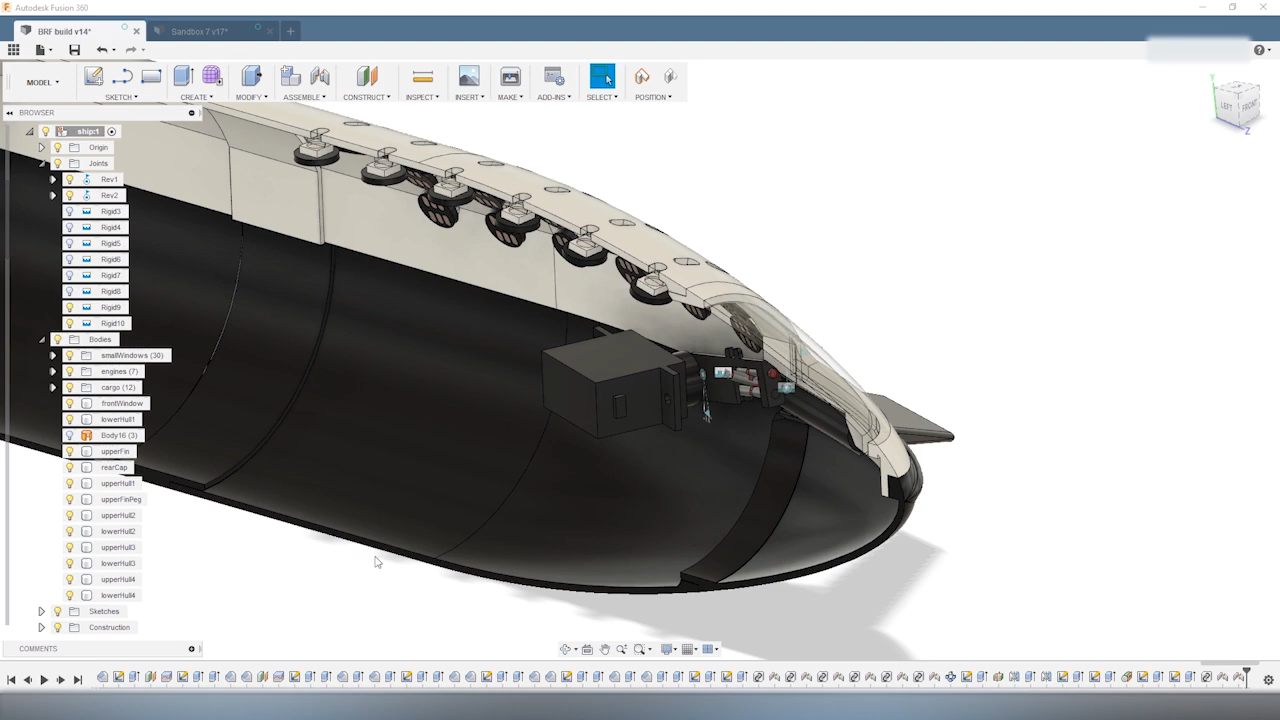 Autodesk Fusion 360
BRF build v14*
Sandbox 7 v17*
MODEL
SKETCH
CREATE
MODIFY
ASSEMBLE
CONSTRUCT
INSPECT
INSERT
MAKE
ADD-INS
SELECT
POSITION
BROWSER
Y
LEFT
FRONT
Z
ship:1
Origin
Joints
Rev1
Rev2
Rigid3
Rigid4
Rigid5
Rigid6
Rigid7
Rigid8
Rigid9
Rigid10
Bodies
smallWindows (30)
engines (7)
cargo (12)
frontWindow
lowerHull1
Body16 (3)
upperFin
rearCap
upperHull1
upperFinPeg
upperHull2
lowerHull2
upperHull3
lowerHull3
upperHull4
lowerHull4
Sketches
Construction
COMMENTS